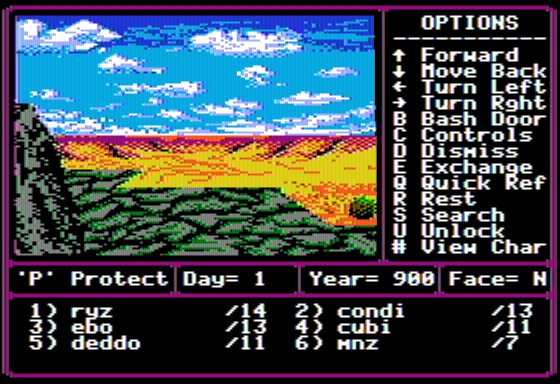 OPTIONS
------------
↑ Forward
↓ Move Back
← Turn Left
→ Turn Rght
B Bash Door
C Controls
D Dismiss
E Exchange
Q Quick Ref
R Rest
S Search
U Unlock
# View Char
'P' Protect Day= 1 Year= 900 Face= N
1) ryz /14 2) condi /13
3) ebo /13 4) cubi /11
5) deddo /11 6) mnz /7